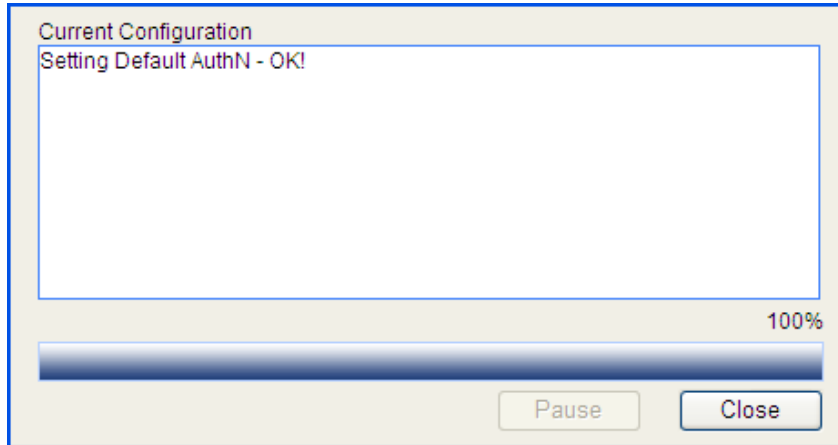 Current Configuration
Setting Default AuthN - OK!
100%
Pause
Close